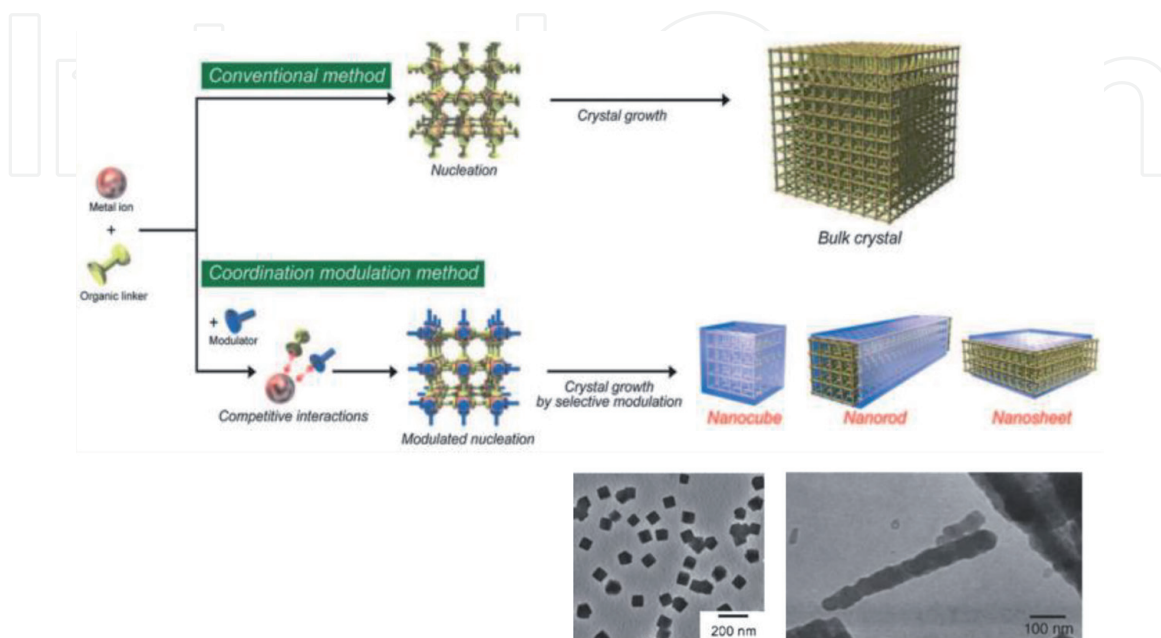 Conventional method
Nucleation
Crystal growth
Bulk crystal
Metal ion
+
Organic linker
Coordination modulation method
+
Modulator
Competitive interactions
Modulated nucleation
Crystal growth
by selective modulation
Nanocube
Nanorod
Nanosheet
200 nm
100 nm